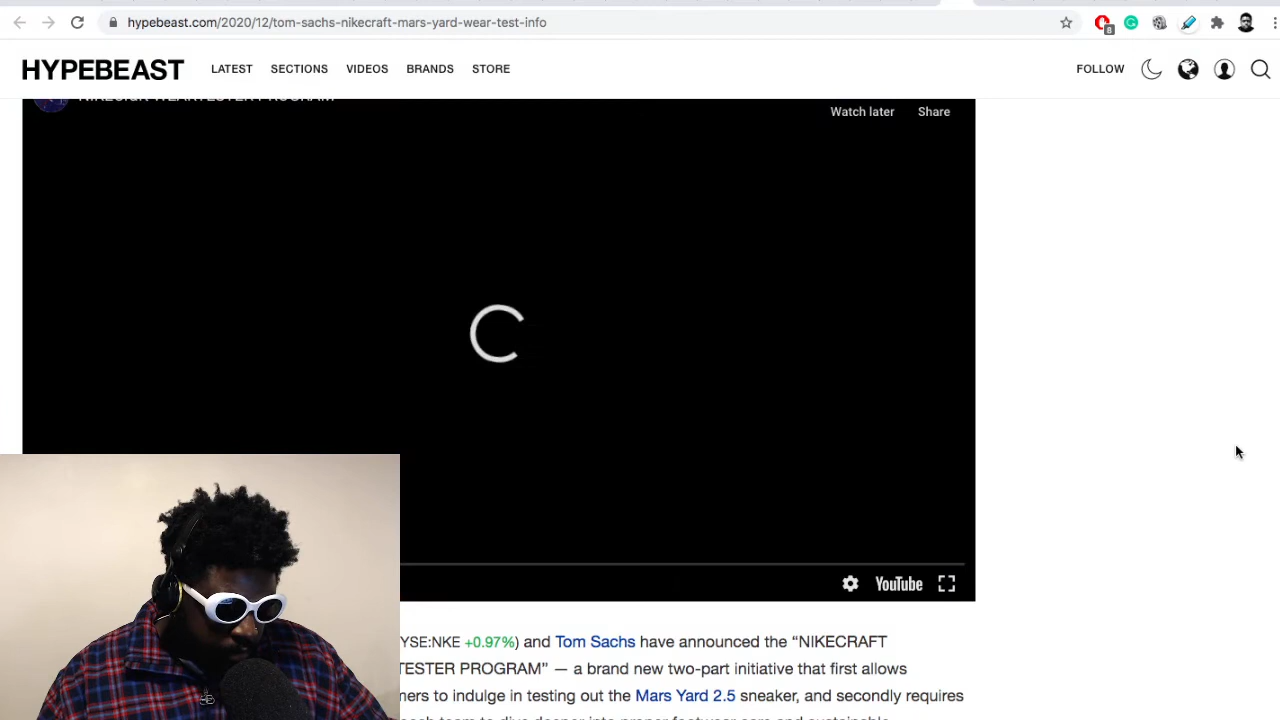 hypebeast.com/2020/12/tom-sachs-nikecraft-mars-yard-wear-test-info
8
HYPEBEAST LATEST SECTIONS VIDEOS BRANDS STORE FOLLOW
Watch later Share
YouTube
YSE:NKE +0.97%) and Tom Sachs have announced the “NIKECRAFT
TESTER PROGRAM” — a brand new two-part initiative that first allows
ners to indulge in testing out the Mars Yard 2.5 sneaker, and secondly requires